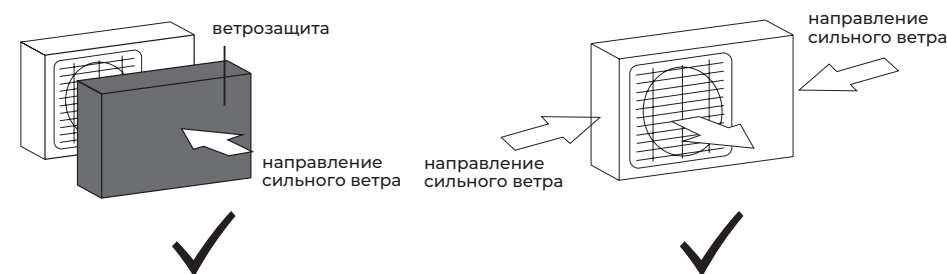 ветрозащита
направление
сильного ветра
направление
сильного ветра
направление
сильного ветра